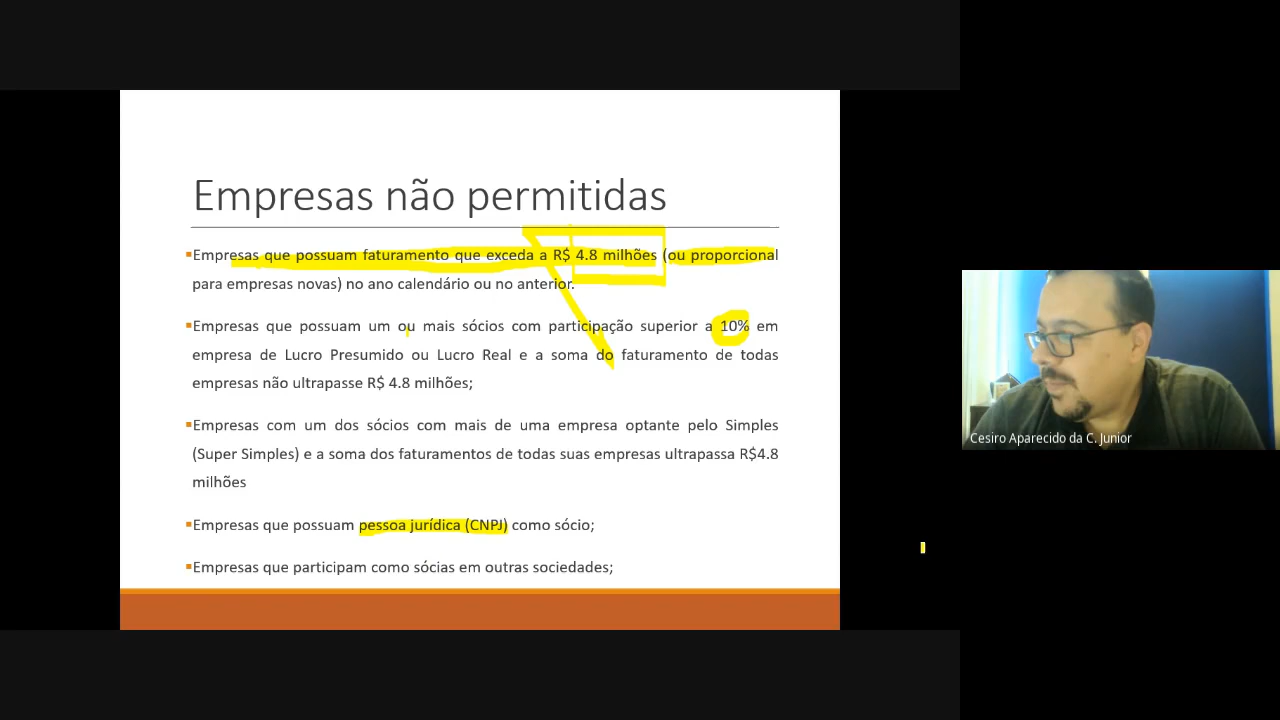 Empresas não permitidas
Empresas que possuam faturamento que exceda a R$ 4.8 milhões (ou proporcional
para empresas novas) no ano calendário ou no anterior.
Empresas que possuam um ou mais sócios com participação superior a 10% em
empresa de Lucro Presumido ou Lucro Real e a soma do faturamento de todas
empresas não ultrapasse R$ 4.8 milhões;
Empresas com um dos sócios com mais de uma empresa optante pelo Simples
(Super Simples) e a soma dos faturamentos de todas suas empresas ultrapassa R$4.8
milhões
Empresas que possuam pessoa jurídica (CNPJ) como sócio;
Empresas que participam como sócias em outras sociedades;
Cesiro Aparecido da C. Junior